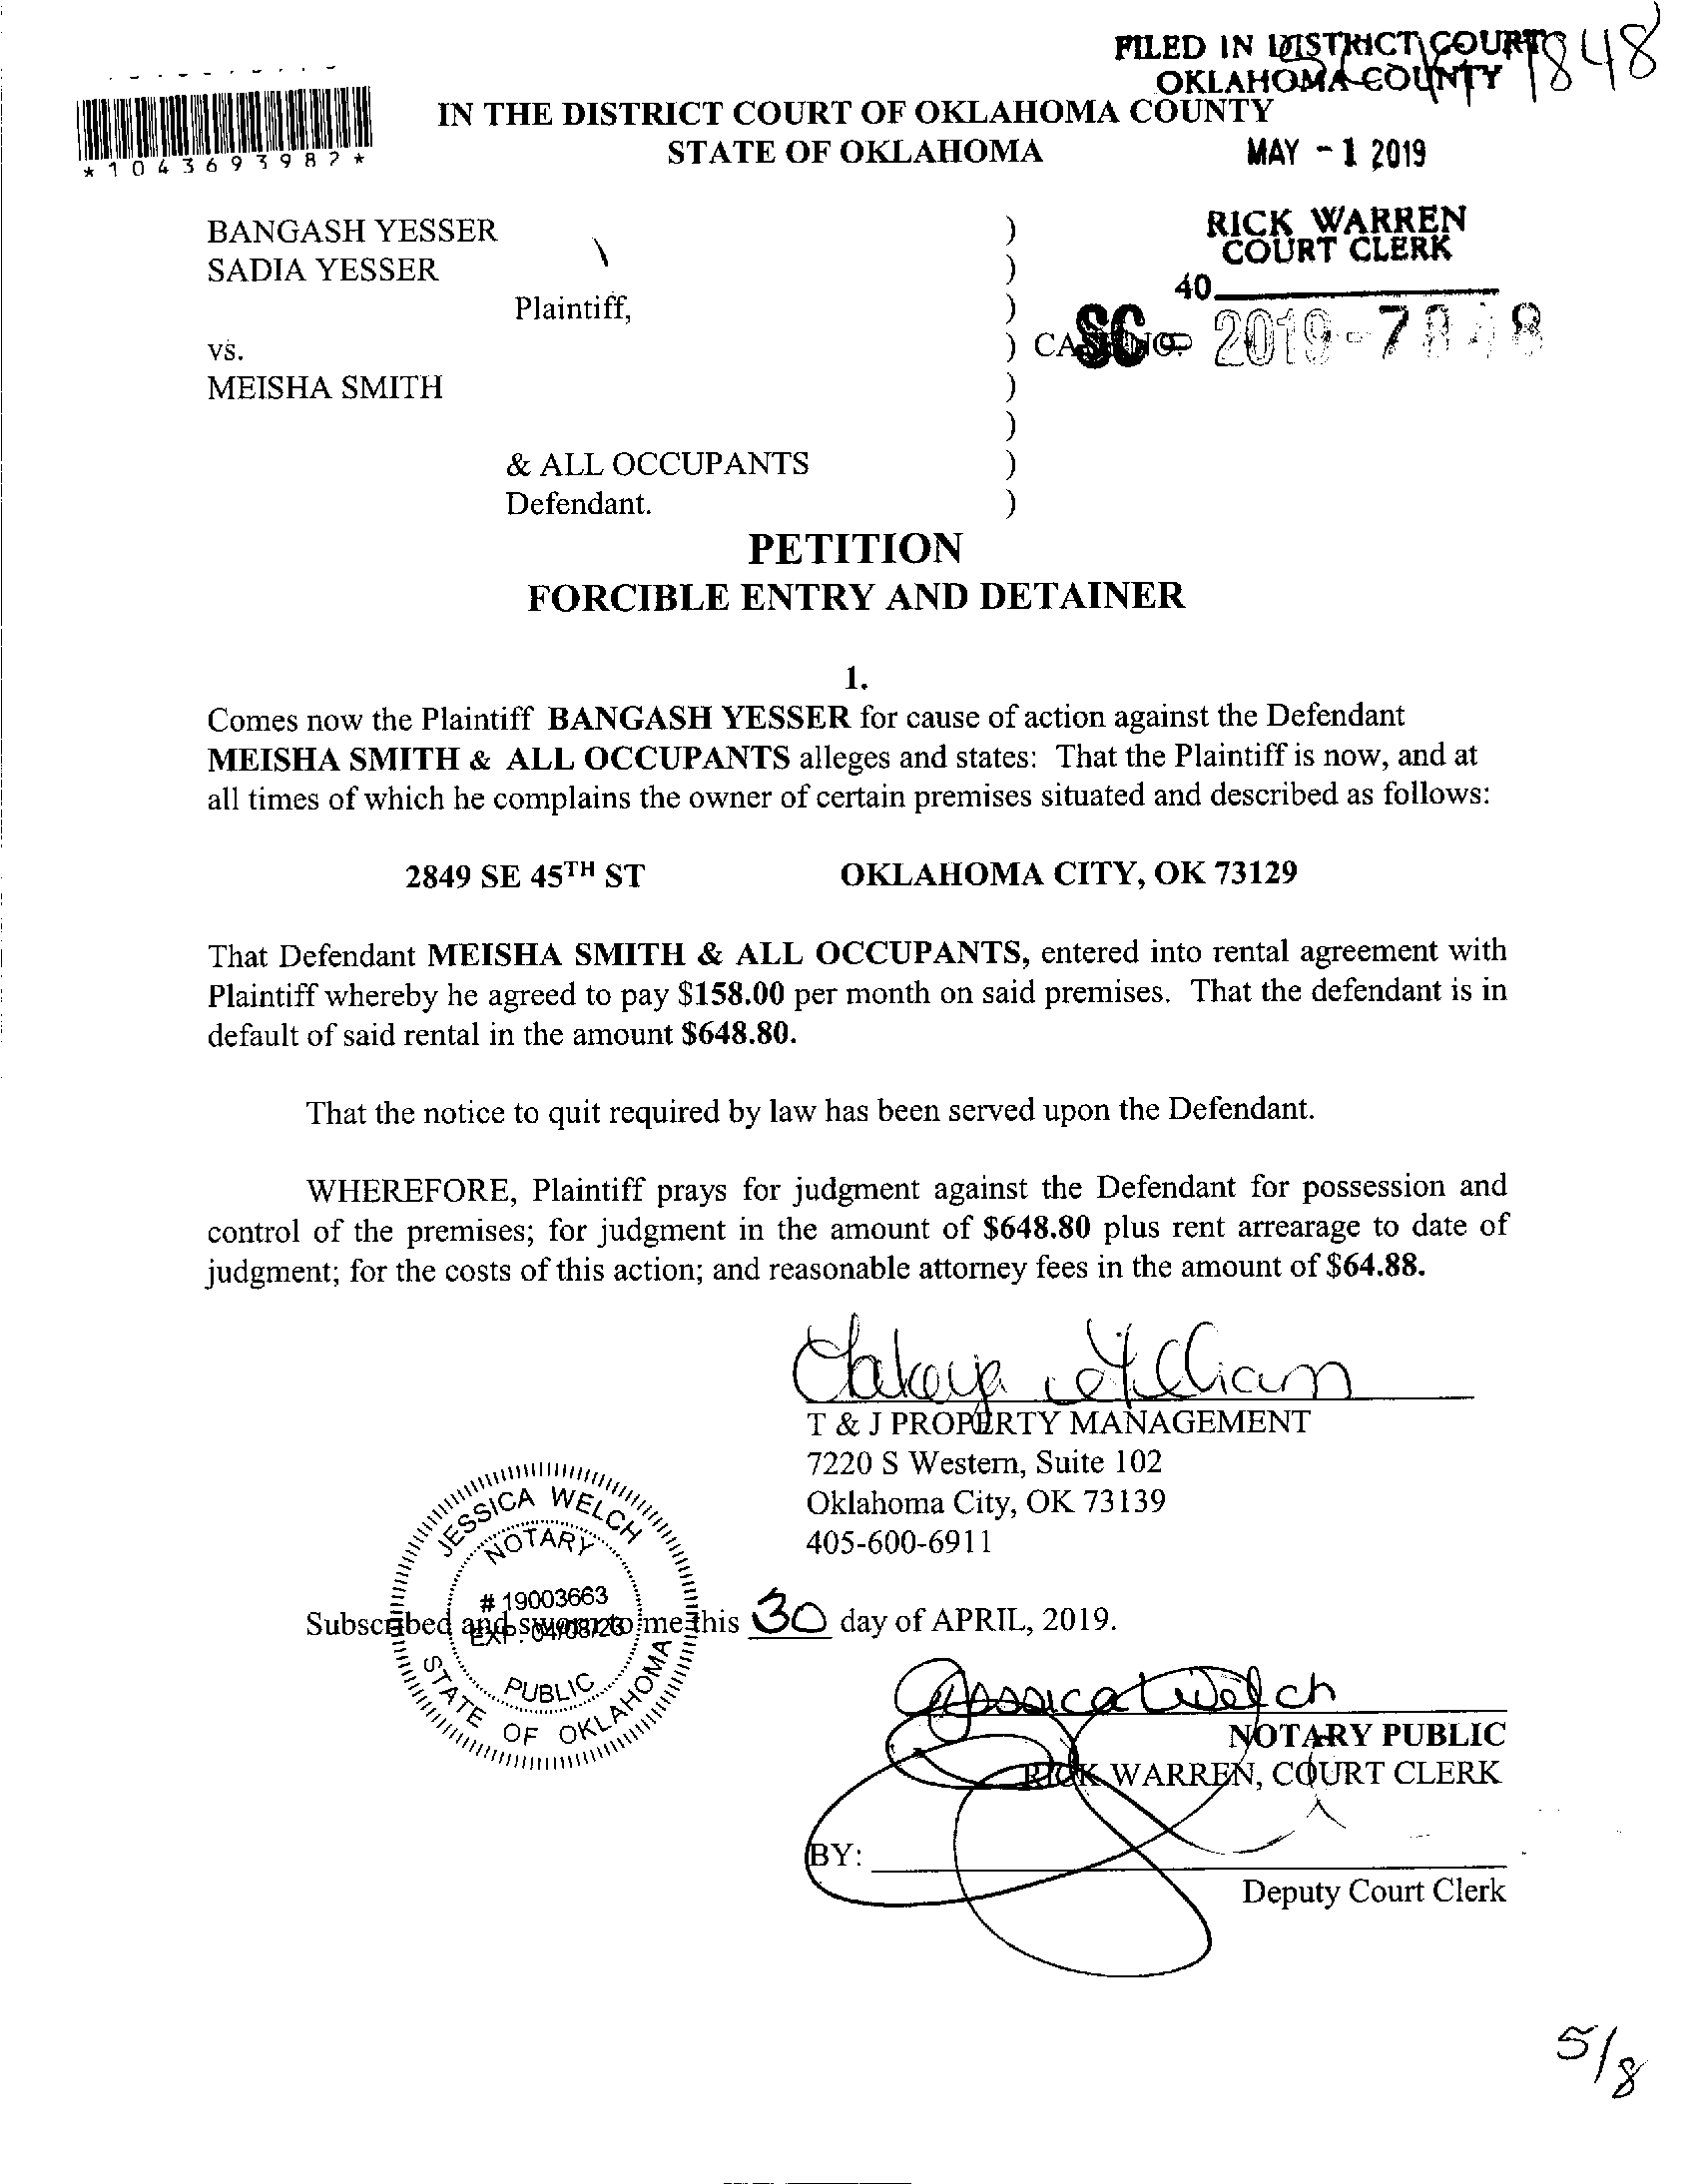 FILED IN DISTRICT COURT
OKLAHOMA COUNTY
*1043693982*
IN THE DISTRICT COURT OF OKLAHOMA COUNTY
STATE OF OKLAHOMA
MAY - 1 2019
RICK WARREN
COURT CLERK
40
BANGASH YESSER )
SADIA YESSER )
Plaintiff, )
vs. ) CASE NO. SC - 2019-7848
MEISHA SMITH )
)
& ALL OCCUPANTS )
Defendant. )
PETITION
FORCIBLE ENTRY AND DETAINER
1.
Comes now the Plaintiff BANGASH YESSER for cause of action against the Defendant
MEISHA SMITH & ALL OCCUPANTS alleges and states: That the Plaintiff is now, and at
all times of which he complains the owner of certain premises situated and described as follows:
2849 SE 45TH ST OKLAHOMA CITY, OK 73129
That Defendant MEISHA SMITH & ALL OCCUPANTS, entered into rental agreement with
Plaintiff whereby he agreed to pay $158.00 per month on said premises. That the defendant is in
default of said rental in the amount $648.80.
That the notice to quit required by law has been served upon the Defendant.
WHEREFORE, Plaintiff prays for judgment against the Defendant for possession and
control of the premises; for judgment in the amount of $648.80 plus rent arrearage to date of
judgment; for the costs of this action; and reasonable attorney fees in the amount of $64.88.
T & J PROPERTY MANAGEMENT
7220 S Western, Suite 102
Oklahoma City, OK 73139
405-600-6911
JESSICA WELCH
NOTARY
# 19003663
EXP. 04/08/23
PUBLIC
STATE OF OKLAHOMA
Subscribed and sworn to me this 30 day of APRIL, 2019.
Jessica Welch
NOTARY PUBLIC
RICK WARREN, COURT CLERK
BY:
Deputy Court Clerk
5/8